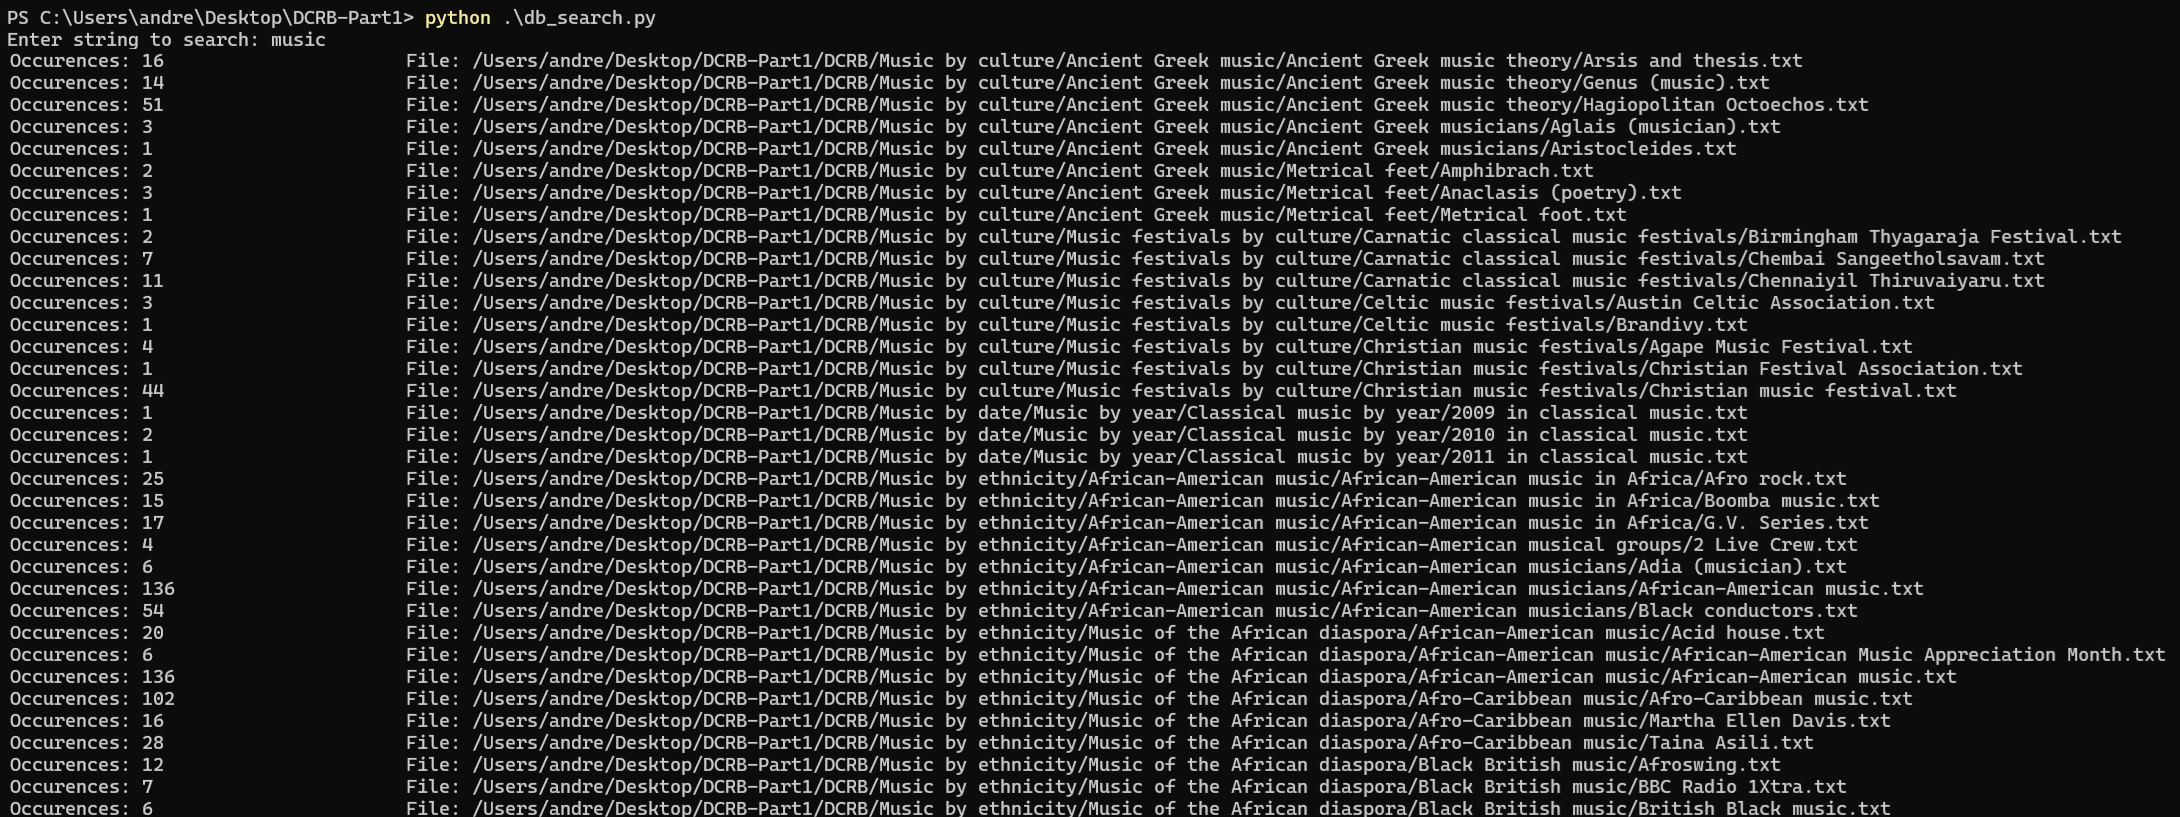 PS C:\Users\andre\Desktop\DCRB-Part1> python .\db_search.py
Enter string to search: music
Occurences: 16 File: /Users/andre/Desktop/DCRB-Part1/DCRB/Music by culture/Ancient Greek music/Ancient Greek music theory/Arsis and thesis.txt
Occurences: 14 File: /Users/andre/Desktop/DCRB-Part1/DCRB/Music by culture/Ancient Greek music/Ancient Greek music theory/Genus (music).txt
Occurences: 51 File: /Users/andre/Desktop/DCRB-Part1/DCRB/Music by culture/Ancient Greek music/Ancient Greek music theory/Hagiopolitan Octoechos.txt
Occurences: 3 File: /Users/andre/Desktop/DCRB-Part1/DCRB/Music by culture/Ancient Greek music/Ancient Greek musicians/Aglais (musician).txt
Occurences: 1 File: /Users/andre/Desktop/DCRB-Part1/DCRB/Music by culture/Ancient Greek music/Ancient Greek musicians/Aristocleides.txt
Occurences: 2 File: /Users/andre/Desktop/DCRB-Part1/DCRB/Music by culture/Ancient Greek music/Metrical feet/Amphibrach.txt
Occurences: 3 File: /Users/andre/Desktop/DCRB-Part1/DCRB/Music by culture/Ancient Greek music/Metrical feet/Anaclasis (poetry).txt
Occurences: 1 File: /Users/andre/Desktop/DCRB-Part1/DCRB/Music by culture/Ancient Greek music/Metrical feet/Metrical foot.txt
Occurences: 2 File: /Users/andre/Desktop/DCRB-Part1/DCRB/Music by culture/Music festivals by culture/Carnatic classical music festivals/Birmingham Thyagaraja Festival.txt
Occurences: 7 File: /Users/andre/Desktop/DCRB-Part1/DCRB/Music by culture/Music festivals by culture/Carnatic classical music festivals/Chembai Sangeetholsavam.txt
Occurences: 11 File: /Users/andre/Desktop/DCRB-Part1/DCRB/Music by culture/Music festivals by culture/Carnatic classical music festivals/Chennaiyil Thiruvaiyaru.txt
Occurences: 3 File: /Users/andre/Desktop/DCRB-Part1/DCRB/Music by culture/Music festivals by culture/Celtic music festivals/Austin Celtic Association.txt
Occurences: 1 File: /Users/andre/Desktop/DCRB-Part1/DCRB/Music by culture/Music festivals by culture/Celtic music festivals/Brandivy.txt
Occurences: 4 File: /Users/andre/Desktop/DCRB-Part1/DCRB/Music by culture/Music festivals by culture/Christian music festivals/Agape Music Festival.txt
Occurences: 1 File: /Users/andre/Desktop/DCRB-Part1/DCRB/Music by culture/Music festivals by culture/Christian music festivals/Christian Festival Association.txt
Occurences: 44 File: /Users/andre/Desktop/DCRB-Part1/DCRB/Music by culture/Music festivals by culture/Christian music festivals/Christian music festival.txt
Occurences: 1 File: /Users/andre/Desktop/DCRB-Part1/DCRB/Music by date/Music by year/Classical music by year/2009 in classical music.txt
Occurences: 2 File: /Users/andre/Desktop/DCRB-Part1/DCRB/Music by date/Music by year/Classical music by year/2010 in classical music.txt
Occurences: 1 File: /Users/andre/Desktop/DCRB-Part1/DCRB/Music by date/Music by year/Classical music by year/2011 in classical music.txt
Occurences: 25 File: /Users/andre/Desktop/DCRB-Part1/DCRB/Music by ethnicity/African-American music/African-American music in Africa/Afro rock.txt
Occurences: 15 File: /Users/andre/Desktop/DCRB-Part1/DCRB/Music by ethnicity/African-American music/African-American music in Africa/Boomba music.txt
Occurences: 17 File: /Users/andre/Desktop/DCRB-Part1/DCRB/Music by ethnicity/African-American music/African-American music in Africa/G.V. Series.txt
Occurences: 4 File: /Users/andre/Desktop/DCRB-Part1/DCRB/Music by ethnicity/African-American music/African-American musical groups/2 Live Crew.txt
Occurences: 6 File: /Users/andre/Desktop/DCRB-Part1/DCRB/Music by ethnicity/African-American music/African-American musicians/Adia (musician).txt
Occurences: 136 File: /Users/andre/Desktop/DCRB-Part1/DCRB/Music by ethnicity/African-American music/African-American musicians/African-American music.txt
Occurences: 54 File: /Users/andre/Desktop/DCRB-Part1/DCRB/Music by ethnicity/African-American music/African-American musicians/Black conductors.txt
Occurences: 20 File: /Users/andre/Desktop/DCRB-Part1/DCRB/Music by ethnicity/Music of the African diaspora/African-American music/Acid house.txt
Occurences: 6 File: /Users/andre/Desktop/DCRB-Part1/DCRB/Music by ethnicity/Music of the African diaspora/African-American music/African-American Music Appreciation Month.txt
Occurences: 136 File: /Users/andre/Desktop/DCRB-Part1/DCRB/Music by ethnicity/Music of the African diaspora/African-American music/African-American music.txt
Occurences: 102 File: /Users/andre/Desktop/DCRB-Part1/DCRB/Music by ethnicity/Music of the African diaspora/Afro-Caribbean music/Afro-Caribbean music.txt
Occurences: 16 File: /Users/andre/Desktop/DCRB-Part1/DCRB/Music by ethnicity/Music of the African diaspora/Afro-Caribbean music/Martha Ellen Davis.txt
Occurences: 28 File: /Users/andre/Desktop/DCRB-Part1/DCRB/Music by ethnicity/Music of the African diaspora/Afro-Caribbean music/Taina Asili.txt
Occurences: 12 File: /Users/andre/Desktop/DCRB-Part1/DCRB/Music by ethnicity/Music of the African diaspora/Black British music/Afroswing.txt
Occurences: 7 File: /Users/andre/Desktop/DCRB-Part1/DCRB/Music by ethnicity/Music of the African diaspora/Black British music/BBC Radio 1Xtra.txt
Occurences: 6 File: /Users/andre/Desktop/DCRB-Part1/DCRB/Music by ethnicity/Music of the African diaspora/Black British music/British Black music.txt